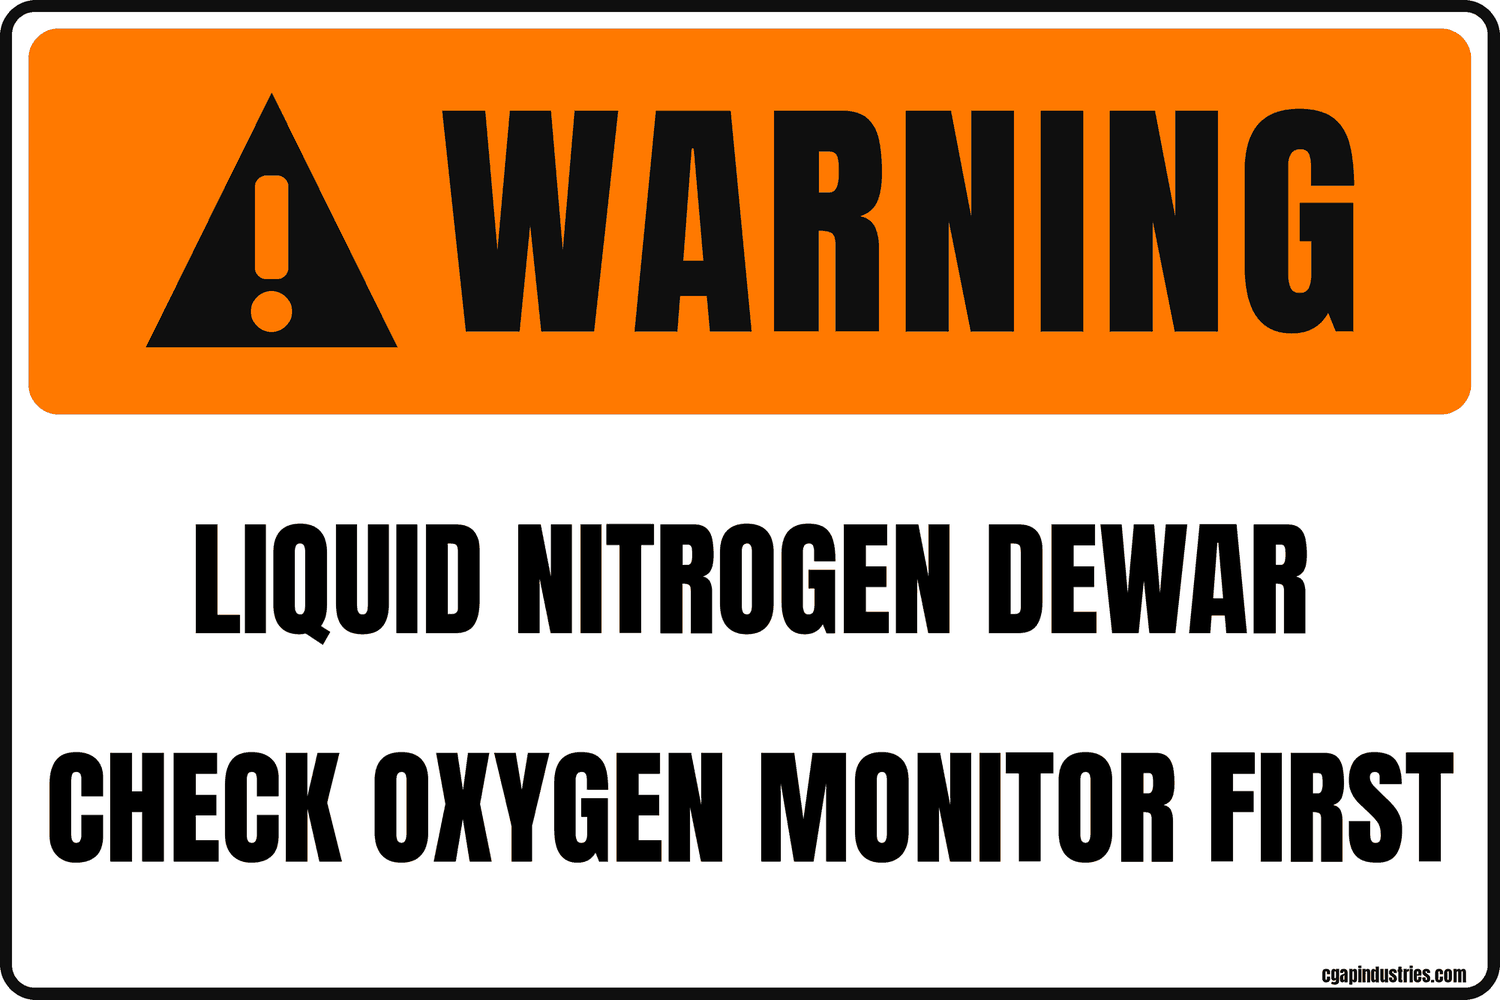 WARNING
LIQUID NITROGEN DEWAR
CHECK OXYGEN MONITOR FIRST
cgapindustries.com